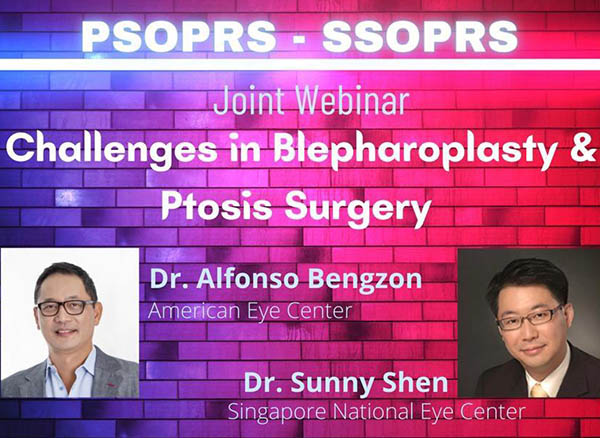 PSOPRS - SSOPRS
Joint Webinar
Challenges in Blepharoplasty &
Ptosis Surgery
Dr. Alfonso Bengzon
American Eye Center
Dr. Sunny Shen
Singapore National Eye Center